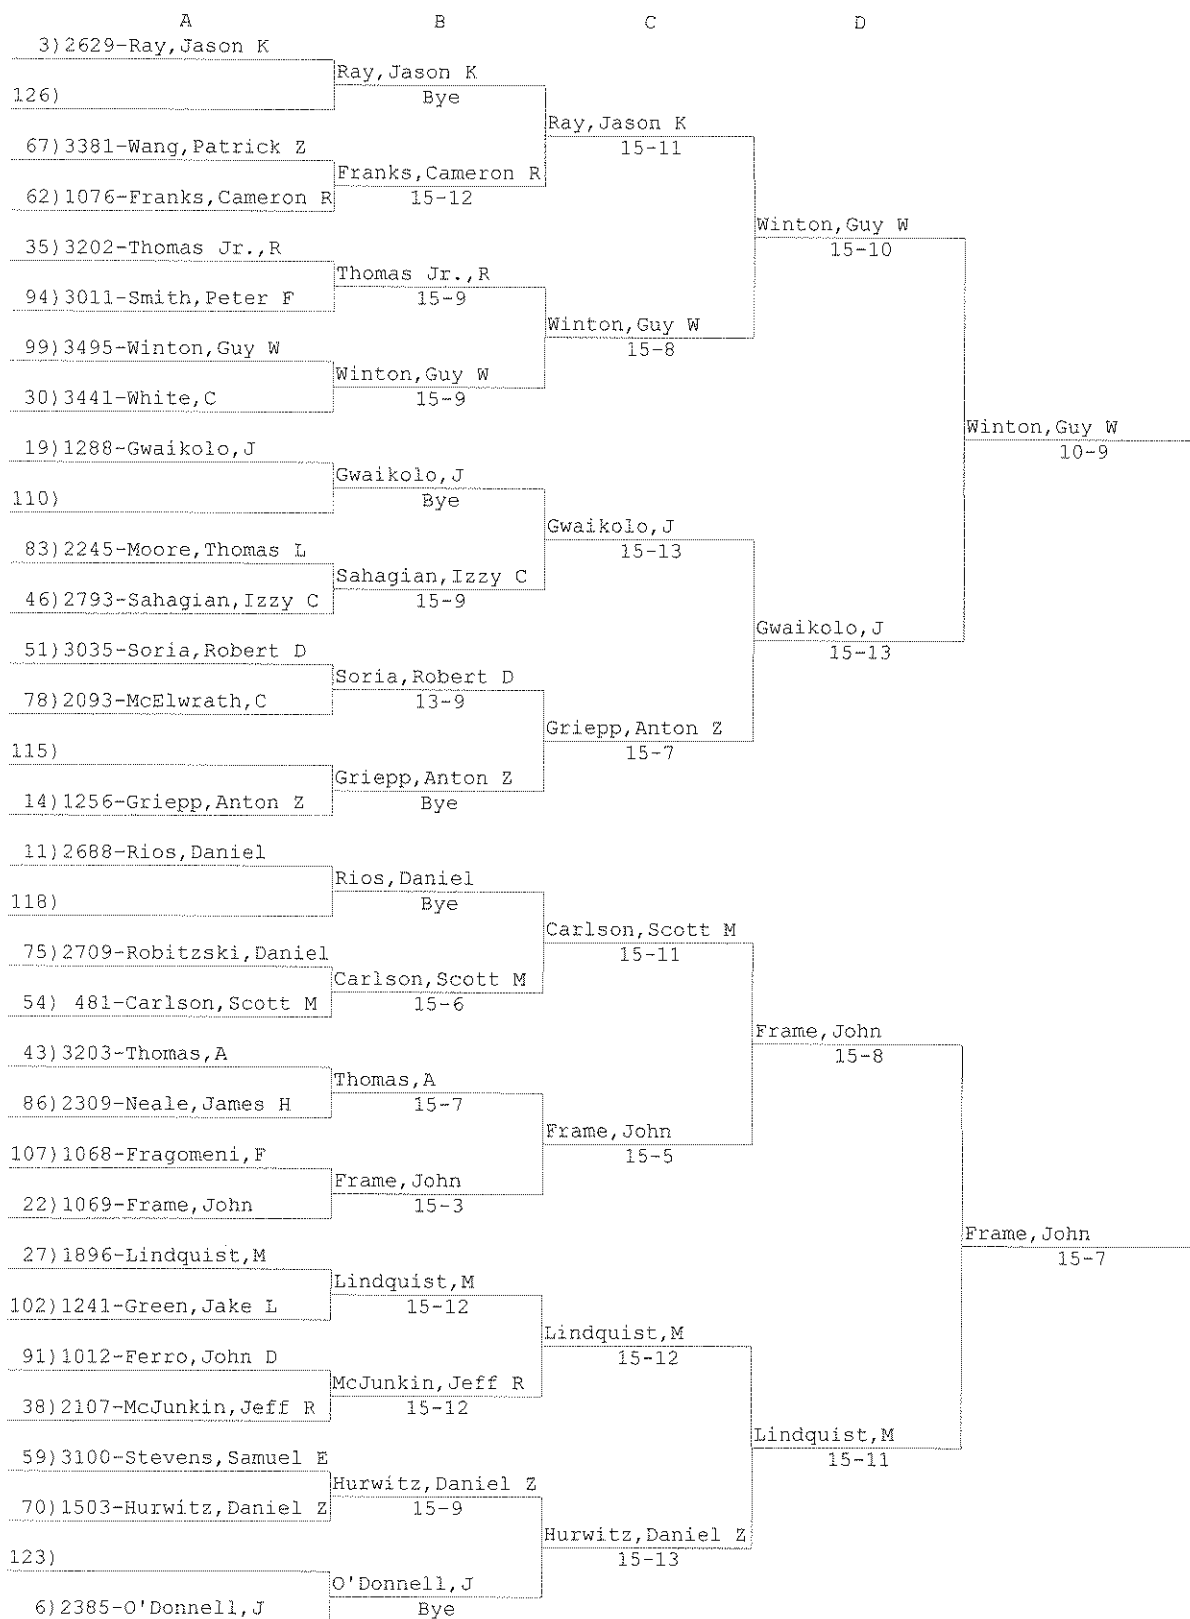 A B C D
3)2629-Ray,Jason K
Ray,Jason K
126)
Bye
Ray,Jason K
15-11
67)3381-Wang,Patrick Z
Franks,Cameron R
62)1076-Franks,Cameron R
15-12
Winton,Guy W
15-10
35)3202-Thomas Jr.,R
Thomas Jr.,R
94)3011-Smith,Peter F
15-9
Winton,Guy W
15-8
99)3495-Winton,Guy W
Winton,Guy W
30)3441-White,C
15-9
Winton,Guy W
10-9
19)1288-Gwaikolo,J
Gwaikolo,J
110)
Bye
Gwaikolo,J
15-13
83)2245-Moore,Thomas L
Sahagian,Izzy C
46)2793-Sahagian,Izzy C
15-9
Gwaikolo,J
15-13
51)3035-Soria,Robert D
Soria,Robert D
78)2093-McElwrath,C
13-9
Griepp,Anton Z
15-7
115)
Griepp,Anton Z
14)1256-Griepp,Anton Z
Bye
11)2688-Rios,Daniel
Rios,Daniel
118)
Bye
Carlson,Scott M
15-11
75)2709-Robitzski,Daniel
Carlson,Scott M
54) 481-Carlson,Scott M
15-6
Frame,John
15-8
43)3203-Thomas,A
Thomas,A
86)2309-Neale,James H
15-7
Frame,John
15-5
107)1068-Fragomeni,F
Frame,John
22)1069-Frame,John
15-3
Frame,John
15-7
27)1896-Lindquist,M
Lindquist,M
102)1241-Green,Jake L
15-12
Lindquist,M
15-12
91)1012-Ferro,John D
McJunkin,Jeff R
38)2107-McJunkin,Jeff R
15-12
Lindquist,M
15-11
59)3100-Stevens,Samuel E
Hurwitz,Daniel Z
70)1503-Hurwitz,Daniel Z
15-9
Hurwitz,Daniel Z
15-13
123)
O'Donnell,J
6)2385-O'Donnell,J
Bye